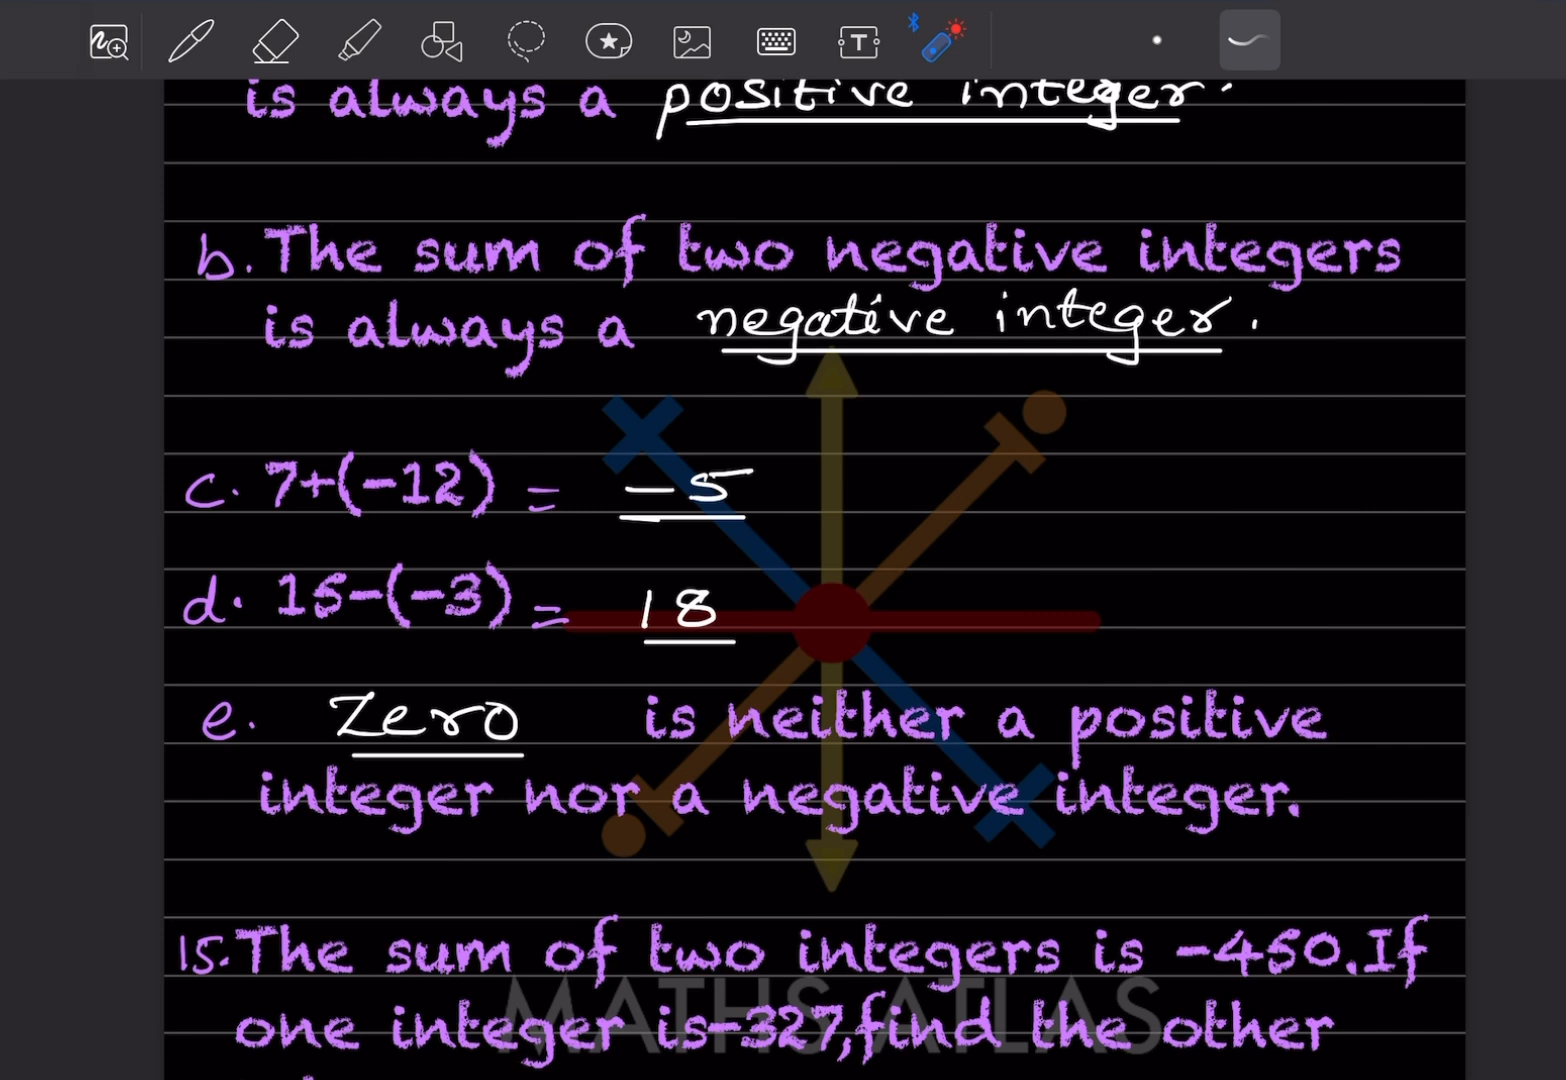 is always a positive integer.
b. The sum of two negative integers
is always a negative integer.
c. 7+(-12) = -5
d. 15-(-3) = 18
e. Zero is neither a positive
integer nor a negative integer.
15. The sum of two integers is -450. If
MATHS ATLAS
one integer is -327, find the other